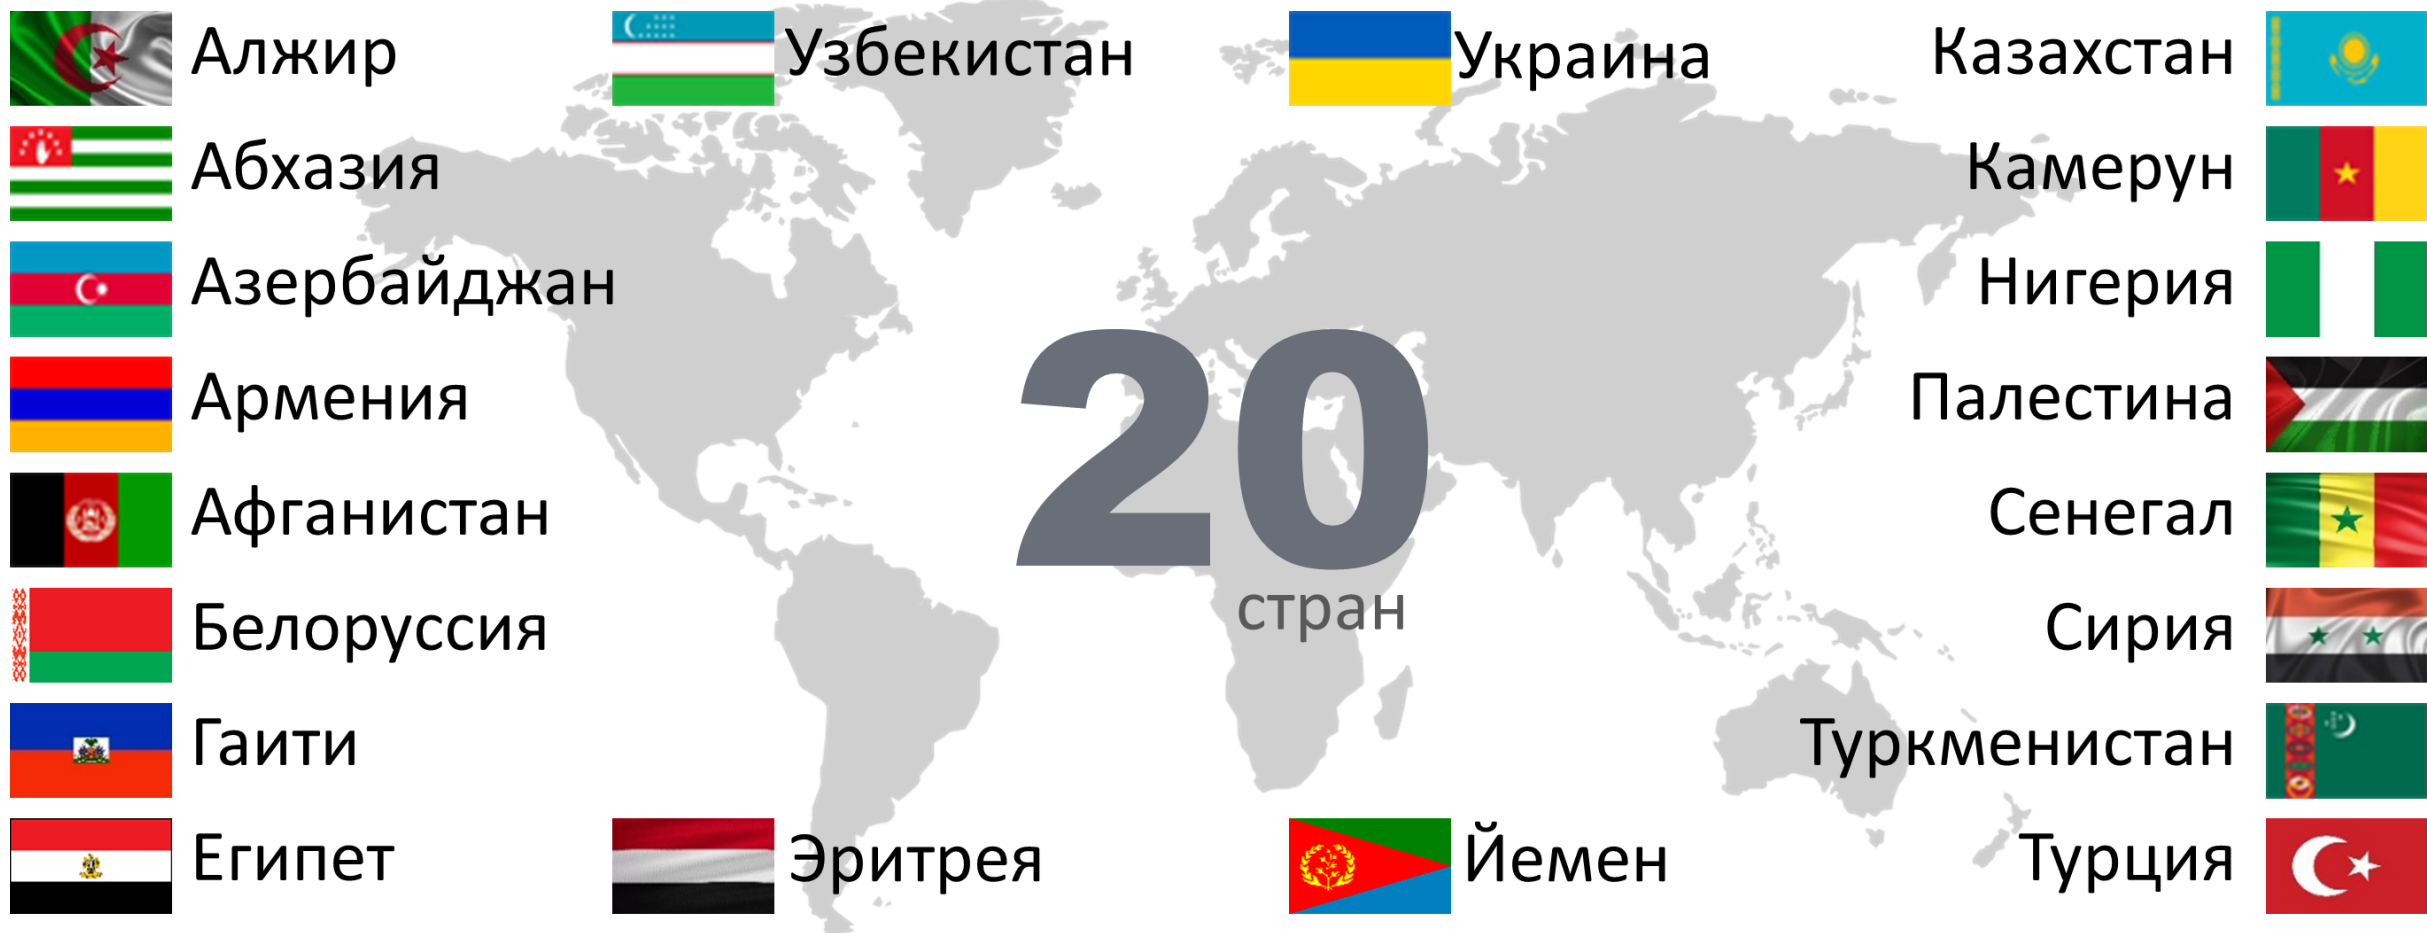 Алжир
Узбекистан
Украина
Казахстан
Абхазия
Камерун
Азербайджан
Нигерия
Армения
Палестина
Афганистан
Сенегал
20
стран
Белоруссия
Сирия
Гаити
Туркменистан
Египет
Эритрея
Йемен
Турция